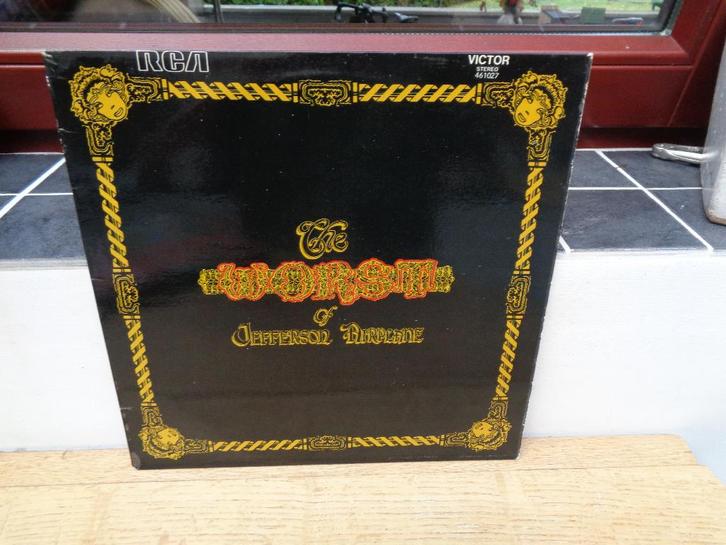 RCA
VICTOR
STEREO
461027
The
WORST
of
JEFFERSON AIRPLANE